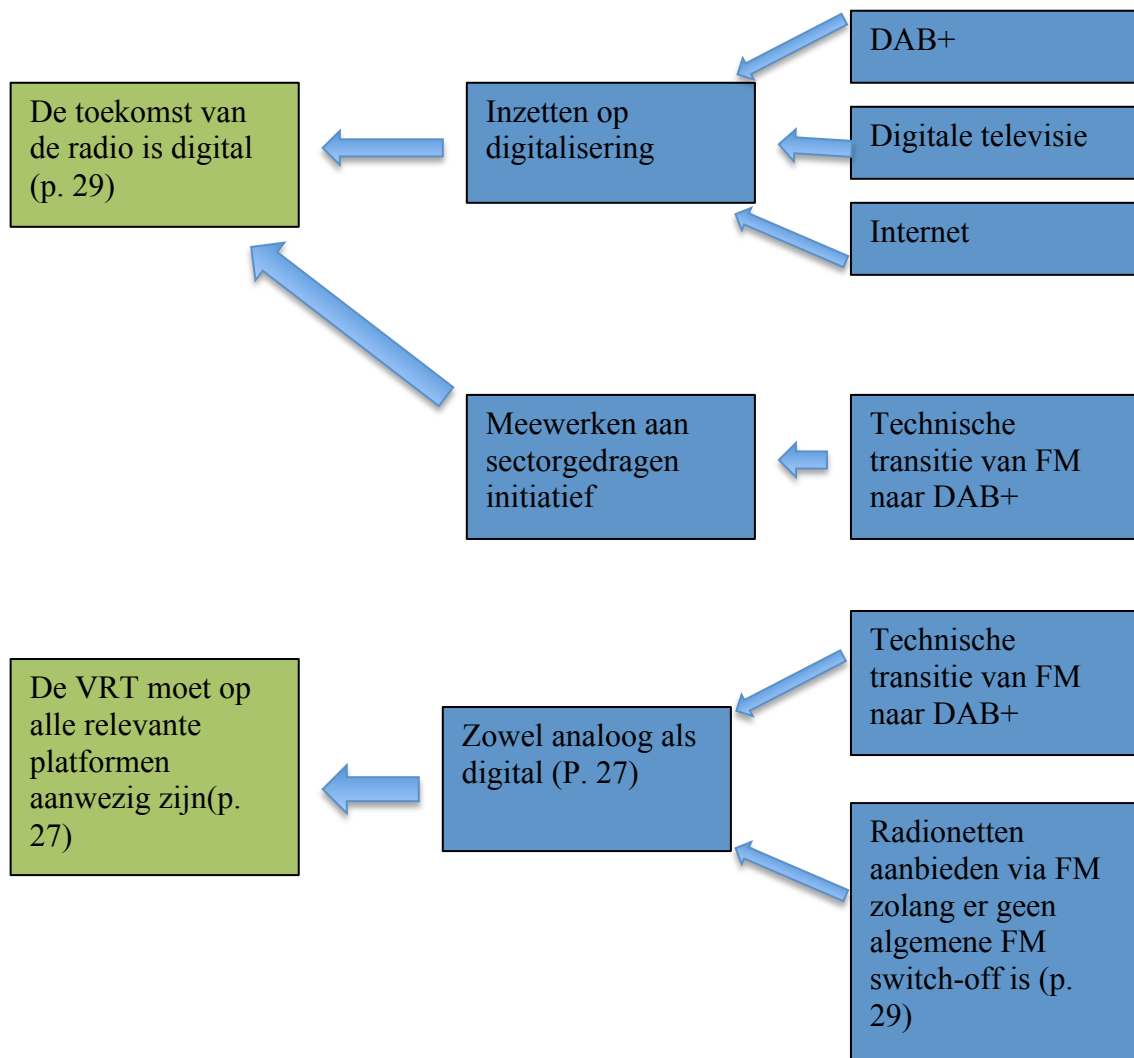 De toekomst van
de radio is digital
(p. 29)
Inzetten op
digitalisering
DAB+
Digitale televisie
Internet
Meewerken aan
sectorgedragen
initiatief
Technische
transitie van FM
naar DAB+
De VRT moet op
alle relevante
platformen
aanwezig zijn(p.
27)
Zowel analoog als
digital (P. 27)
Technische
transitie van FM
naar DAB+
Radionetten
aanbieden via FM
zolang er geen
algemene FM
switch-off is (p.
29)